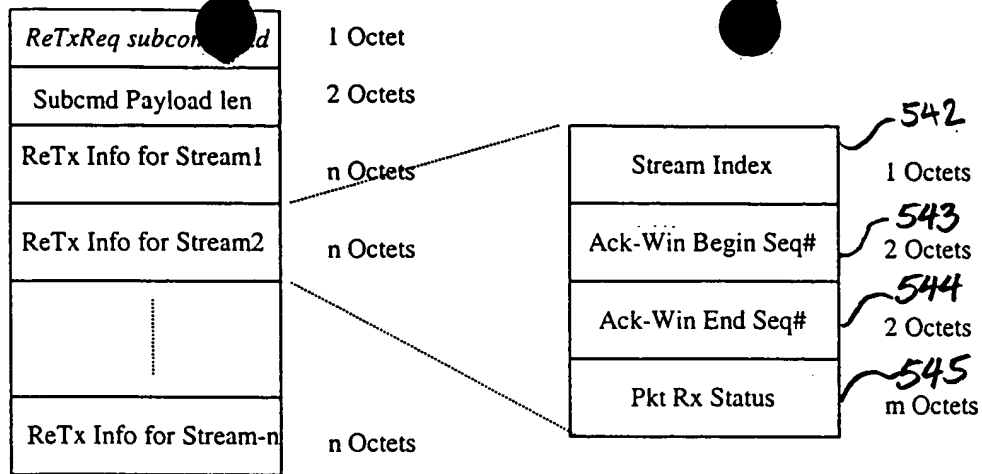 ReTxReq
1 Octet
Subcmd Payload len
2 Octets
ReTx Info for Stream1
n Octets
ReTx Info for Stream2
n Octets
ReTx Info for Stream-n
n Octets
542
Stream Index
1 Octets
543
Ack-Win Begin Seq#
2 Octets
544
Ack-Win End Seq#
2 Octets
545
Pkt Rx Status
m Octets